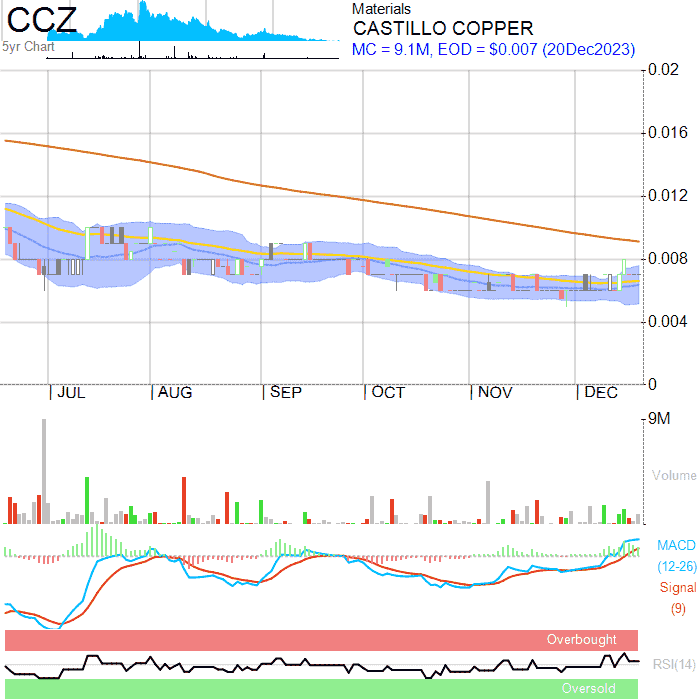 CCZ
5yr Chart
Materials
CASTILLO COPPER
MC = 9.1M, EOD = $0.007 (20Dec2023)
0.02
0.016
0.012
0.008
0.004
0
JUL AUG SEP OCT NOV DEC
9M
Volume
MACD
(12-26)
Signal
(9)
Overbought
RSI(14)
Oversold